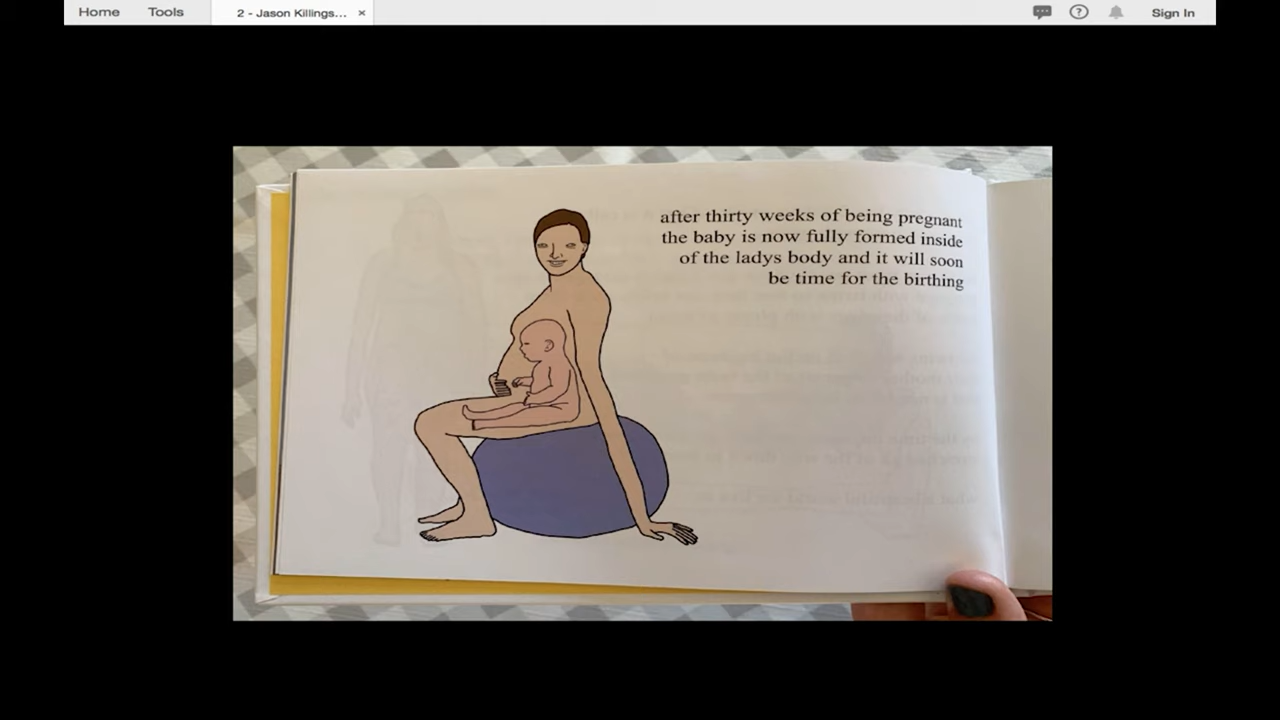 Home Tools 2 - Jason Killings... × Sign In
after thirty weeks of being pregnant
the baby is now fully formed inside
of the ladys body and it will soon
be time for the birthing